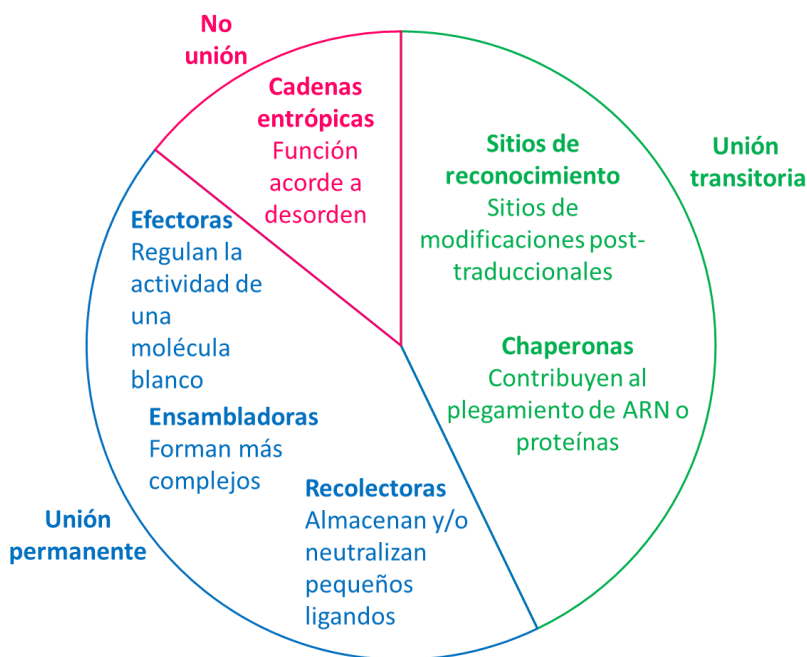 No
unión
Cadenas
entrópicas
Función
acorde a
desorden
Sitios de
reconocimiento
Sitios de
modificaciones post-
traduccionales
Unión
transitoria
Chaperonas
Contribuyen al
plegamiento de ARN o
proteínas
Efectoras
Regulan la
actividad de
una
molécula
blanco
Ensambladoras
Forman más
complejos
Recolectoras
Almacenan y/o
neutralizan
pequeños
ligandos
Unión
permanente